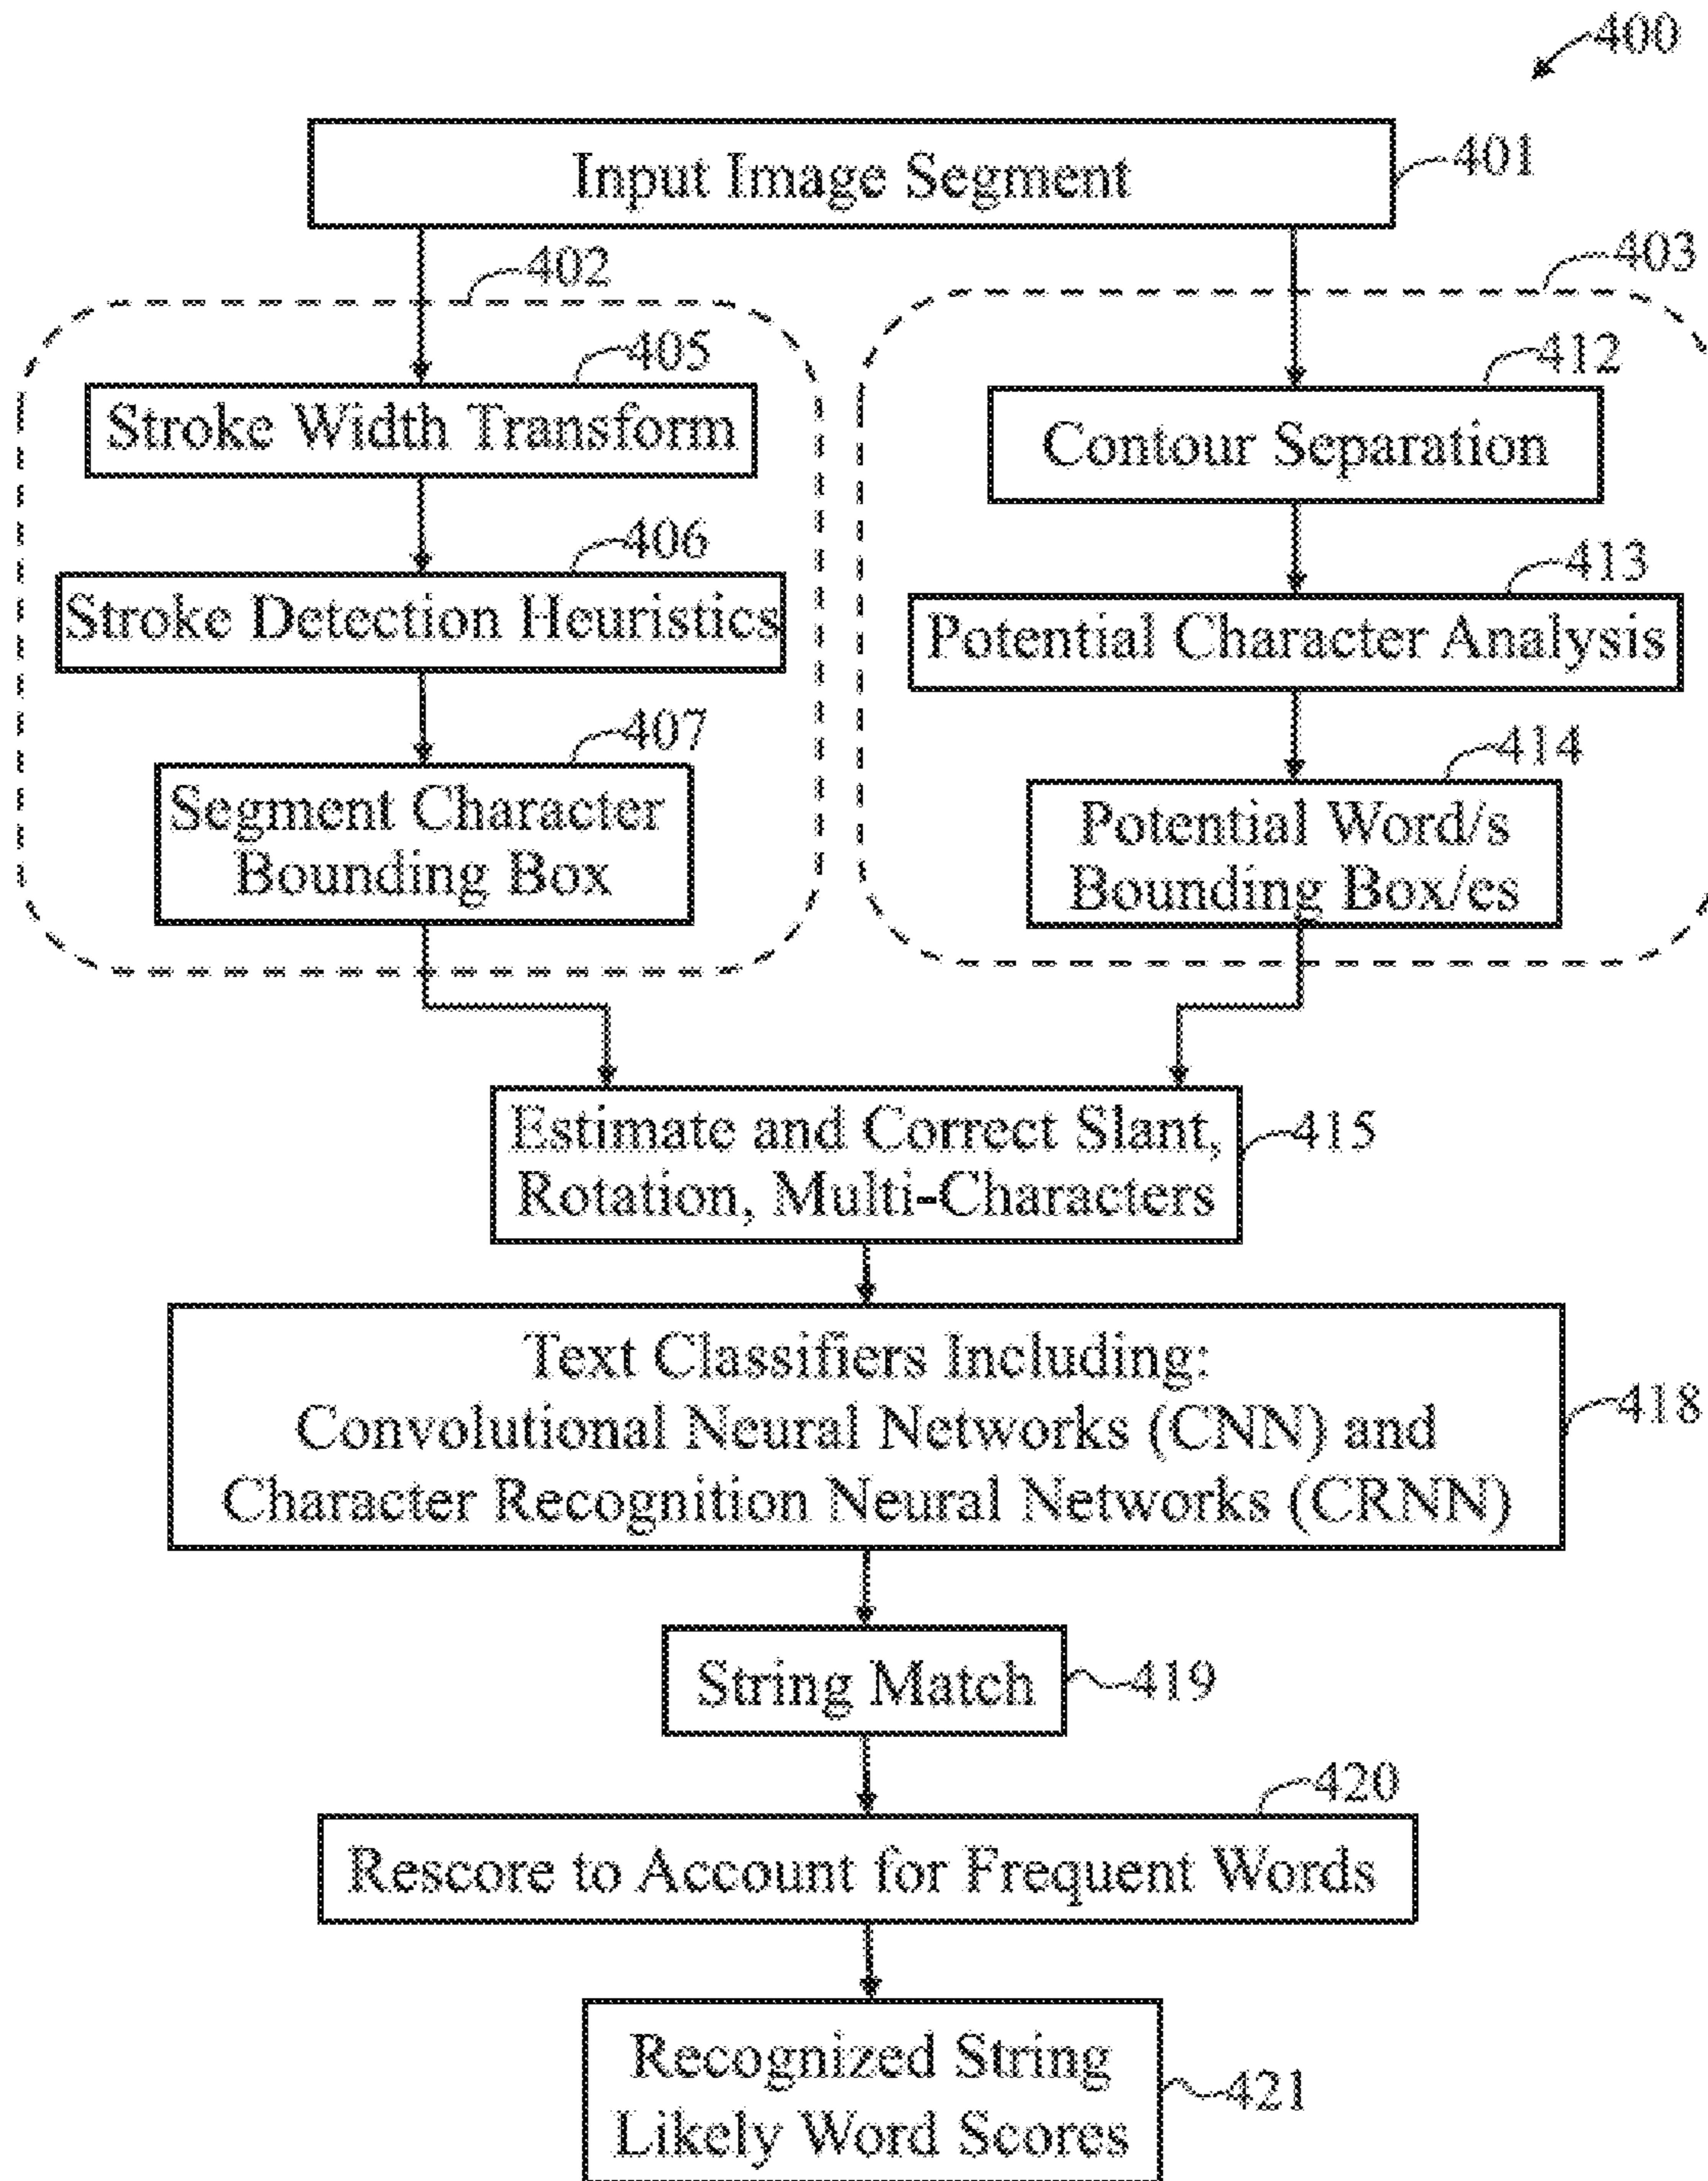 400
Input Image Segment
401
402
403
405
Stroke Width Transform
412
Contour Separation
406
Stroke Detection Heuristics
413
Potential Character Analysis
407
Segment Character
Bounding Box
414
Potential Word/s
Bounding Box/es
Estimate and Correct Slant,
Rotation, Multi-Characters
415
Text Classifiers Including:
Convolutional Neural Networks (CNN) and
Character Recognition Neural Networks (CRNN)
418
String Match
419
420
Rescore to Account for Frequent Words
Recognized String
Likely Word Scores
421